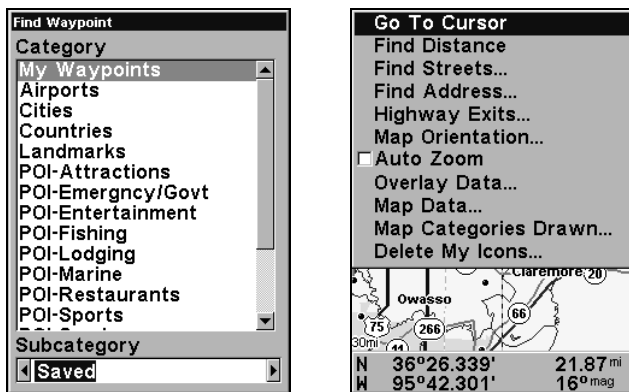 Find Waypoint
Category
My Waypoints
Airports
Cities
Countries
Landmarks
POI-Attractions
POI-Emergncy/Govt
POI-Entertainment
POI-Fishing
POI-Lodging
POI-Marine
POI-Restaurants
POI-Sports
Subcategory
Saved
Go To Cursor
Find Distance
Find Streets...
Find Address...
Highway Exits...
Map Orientation...
Auto Zoom
Overlay Data...
Map Data...
Map Categories Drawn...
Delete My Icons...
Claremore 20
Owasso
66
75
266
30mi
44
N 36°26.339' 21.87 mi
W 95°42.301' 16° mag